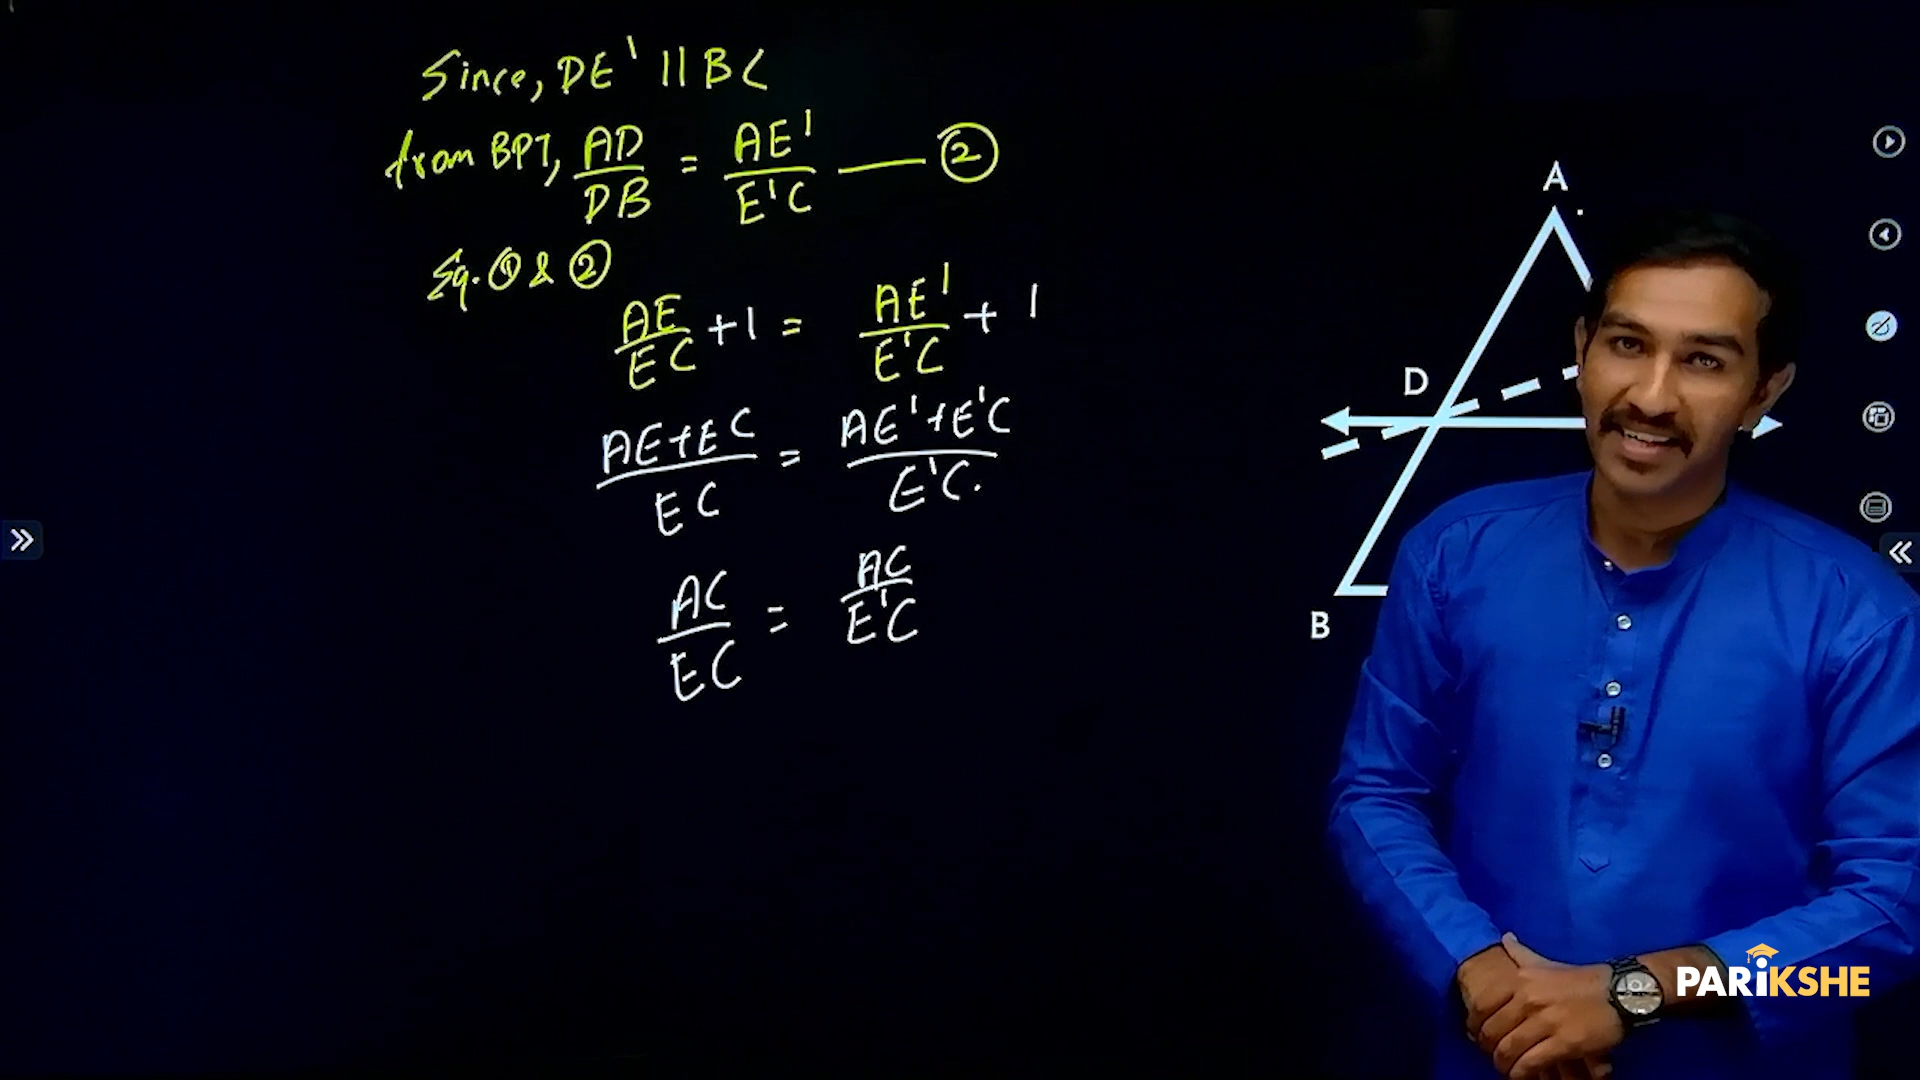 Since, DE' || BC
from BPT, AD/DB = AE'/E'C —— ②
Eq. ① & ②
AE/EC + 1 = AE'/E'C + 1
AE+EC/EC = AE'+E'C/E'C.
AC/EC = AC/E'C
A
D
B
PARiKSHE